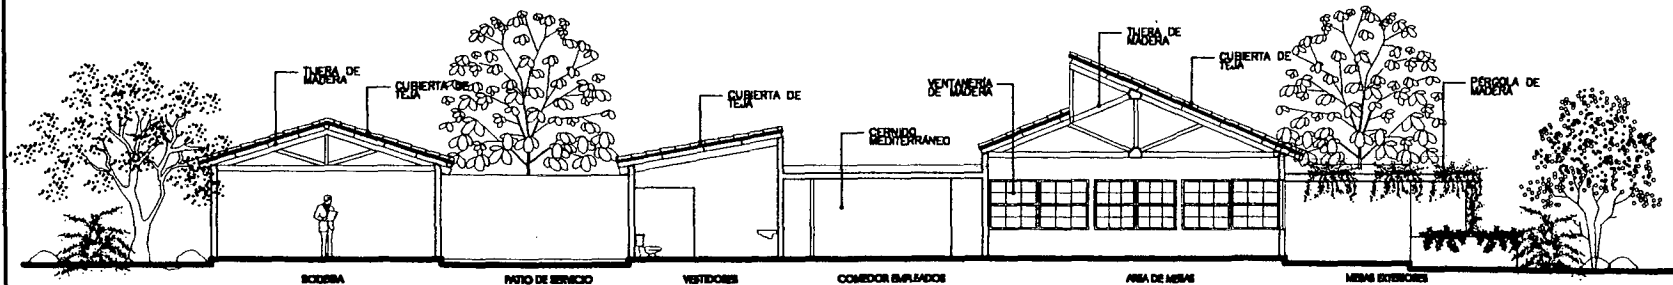 TIJERA DE
MADERA
CUBIERTA DE
TEJA
CUBIERTA DE
TEJA
CERNIDO
MEDITERRÁNEO
VENTANERÍA
DE MADERA
TIJERA DE
MADERA
CUBIERTA DE
TEJA
PÉRGOLA DE
MADERA
BODEGA
PATIO DE SERVICIO
VESTIDORES
COMEDOR EMPLEADOS
AREA DE MESAS
MESAS EXTERIORES